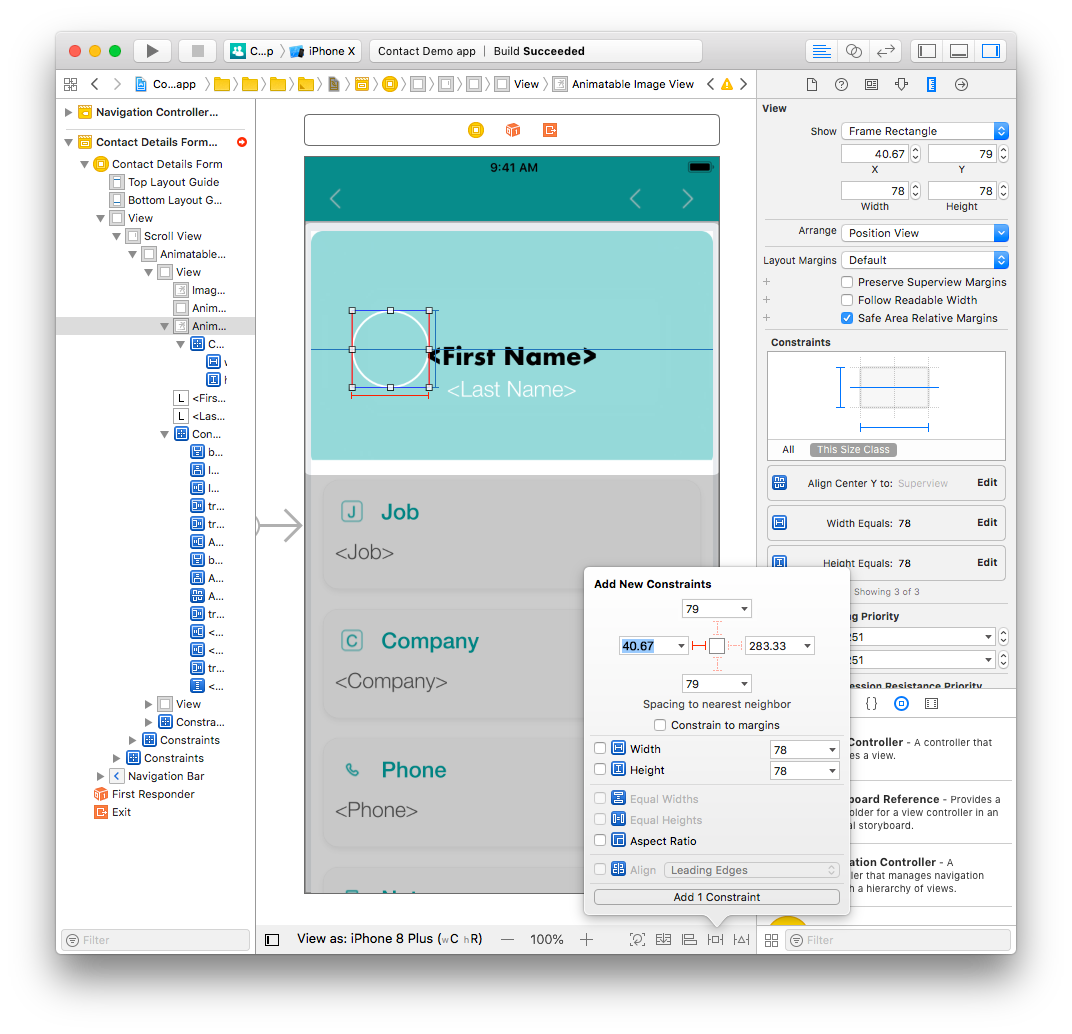 C...p iPhone X Contact Demo app | Build Succeeded
Co...app View Animatable Image View
Navigation Controller...
Contact Details Form...
Contact Details Form
Top Layout Guide
Bottom Layout G...
View
Scroll View
Animatable...
View
Imag...
Anim...
Anim...
C...
<Firs...
<Las...
Con...
b...
l...
l...
tr...
tr...
A...
b...
A...
A...
tr...
<...
<...
tr...
<...
View
Constra...
Constraints
Constraints
Navigation Bar
First Responder
Exit
Filter
9:41 AM
<First Name>
<Last Name>
J Job
<Job>
C Company
<Company>
Phone
<Phone>
View as: iPhone 8 Plus (wC hR) — 100% +
Add New Constraints
79
40.67 283.33
79
Spacing to nearest neighbor
Constrain to margins
Width 78
Height 78
Equal Widths
Equal Heights
Aspect Ratio
Align Leading Edges
Add 1 Constraint
View
Show Frame Rectangle
40.67 79
X Y
78 78
Width Height
Arrange Position View
Layout Margins Default
Preserve Superview Margins
Follow Readable Width
Safe Area Relative Margins
Constraints
All This Size Class
Align Center Y to: Superview Edit
Width Equals: 78 Edit
Height Equals: 78 Edit
Showing 3 of 3
ng Priority
251
251
ession Resistance Priority
{}
Controller - A controller that
es a view.
board Reference - Provides a
older for a view controller in an
al storyboard.
ation Controller - A
ller that manages navigation
h a hierarchy of views.
Filter